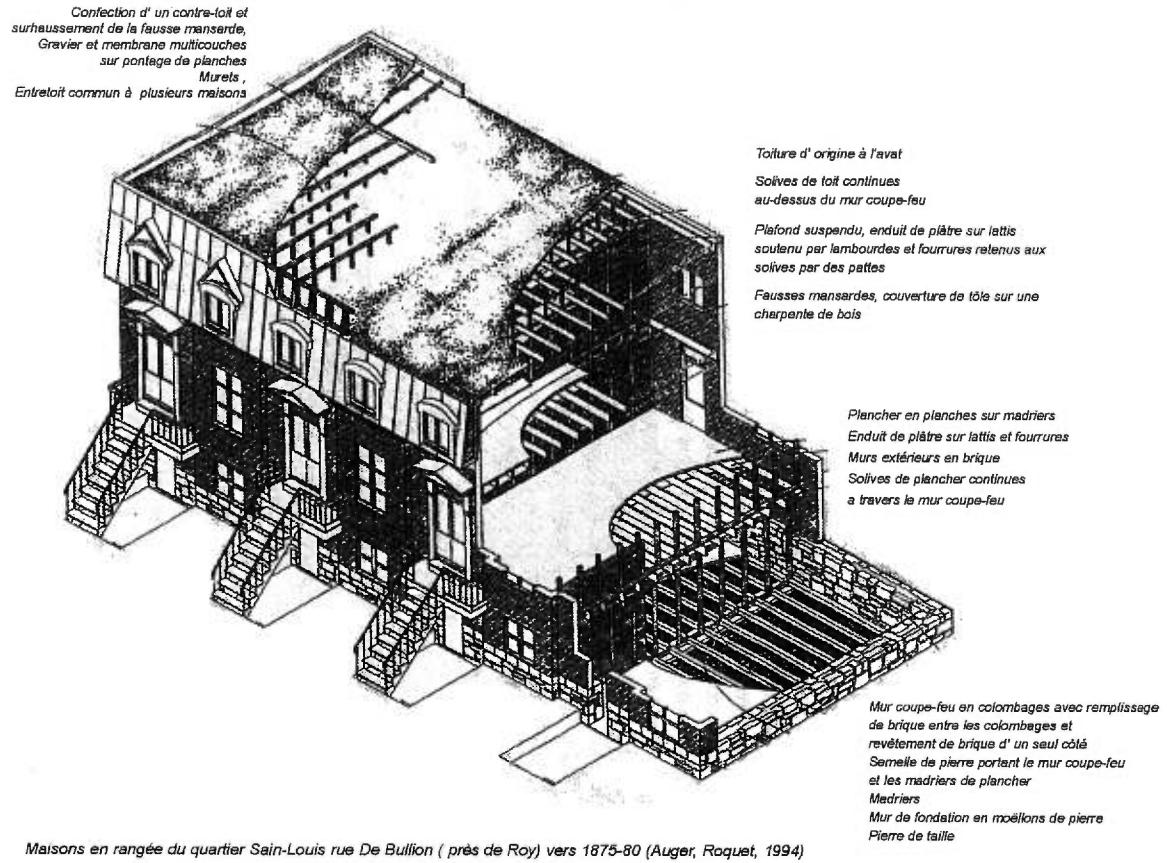 Confection d' un contre-toit et
surhaussement de la fausse mansarde,
Gravier et membrane multicouches
sur pontage de planches
Murets ,
Entretoit commun à plusieurs maisons
Toiture d' origine à l'avat
Solives de toit continues
au-dessus du mur coupe-feu
Plafond suspendu, enduit de plâtre sur lattis
soutenu par lambourdes et fourrures retenus aux
solives par des pattes
Fausses mansardes, couverture de tôle sur une
charpente de bois
Plancher en planches sur madriers
Enduit de plâtre sur lattis et fourrures
Murs extérieurs en brique
Solives de plancher continues
a travers le mur coupe-feu
Mur coupe-feu en colombages avec remplissage
de brique entre les colombages et
revêtement de brique d' un seul côté
Semelle de pierre portant le mur coupe-feu
et les madriers de plancher
Madriers
Mur de fondation en moëllons de pierre
Pierre de taille
Maisons en rangée du quartier Sain-Louis rue De Bullion ( près de Roy) vers 1875-80 (Auger, Roquet, 1994)